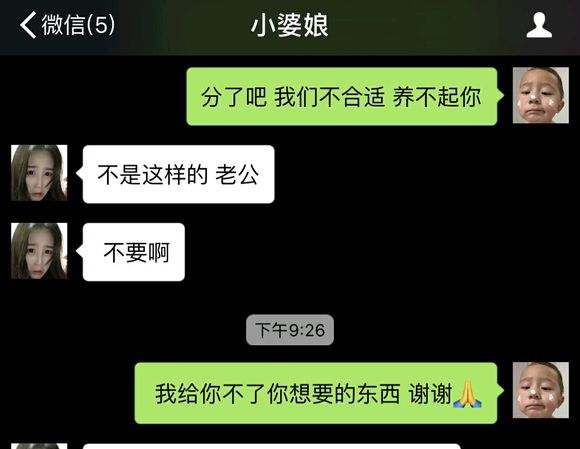 微信(5)
小婆娘
分了吧 我们不合适 养不起你
不是这样的 老公
不要啊
下午9:26
我给你不了你想要的东西 谢谢🙏